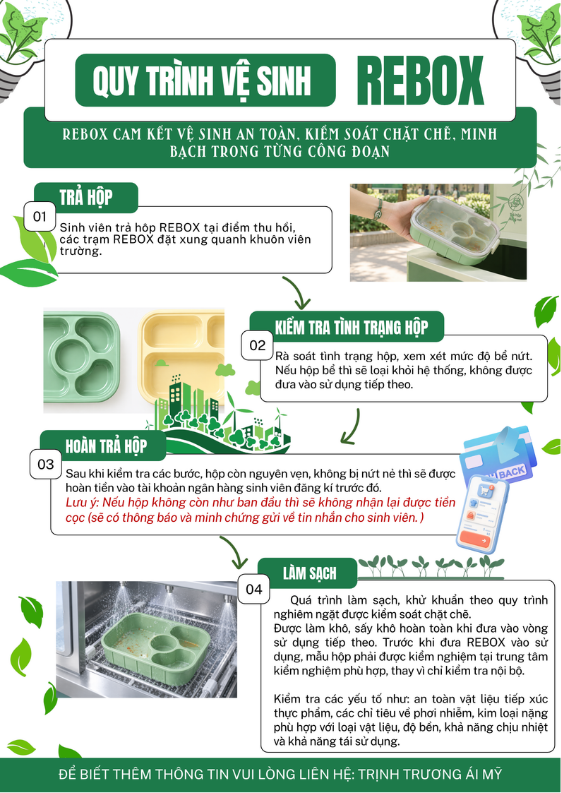 QUY TRÌNH VỆ SINH REBOX
REBOX CAM KẾT VỆ SINH AN TOÀN, KIỂM SOÁT CHẶT CHẼ, MINH
BẠCH TRONG TỪNG CÔNG ĐOẠN
TRẢ HỘP
01
Sinh viên trả hôp REBOX tại điểm thu hồi,
các trạm REBOX đặt xung quanh khuôn viên
trường.
KIỂM TRA TÌNH TRẠNG HỘP
02
Rà soát tình trạng hộp, xem xét mức độ bể nứt.
Nếu hộp bể thì sẽ loại khỏi hệ thống, không được
đưa vào sử dụng tiếp theo.
HOÀN TRẢ HỘP
03
Sau khi kiểm tra các bước, hộp còn nguyên vẹn, không bị nứt nẻ thì sẽ được
hoàn tiền vào tài khoản ngân hàng sinh viên đăng kí trước đó.
Lưu ý: Nếu hộp không còn như ban đầu thì sẽ không nhận lại được tiền
cọc (sẽ có thông báo và minh chứng gửi về tin nhắn cho sinh viên. )
BACK
LÀM SẠCH
04
Quá trình làm sạch, khử khuẩn theo quy trình
nghiêm ngặt được kiểm soát chặt chẽ.
Được làm khô, sấy khô hoàn toàn khi đưa vào vòng
sử dụng tiếp theo. Trước khi đưa REBOX vào sử
dụng, mẫu hộp phải được kiểm nghiệm tại trung tâm
kiểm nghiệm phù hợp, thay vì chỉ kiểm tra nội bộ.
Kiểm tra các yếu tố như: an toàn vật liệu tiếp xúc
thực phẩm, các chỉ tiêu về phơi nhiễm, kim loại nặng
phù hợp với loại vật liệu, độ bền, khả năng chịu nhiệt
và khả năng tái sử dụng.
ĐỂ BIẾT THÊM THÔNG TIN VUI LÒNG LIÊN HỆ: TRỊNH TRƯƠNG ÁI MỸ